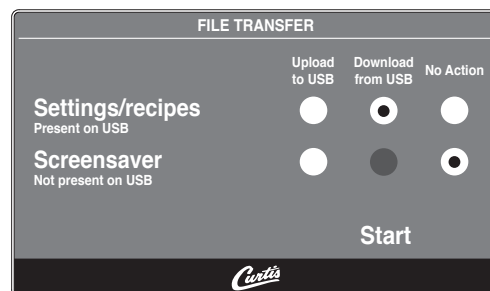 FILE TRANSFER
Upload to USB
Download from USB
No Action
Settings/recipes
Present on USB
Screensaver
Not present on USB
Start
Curtis